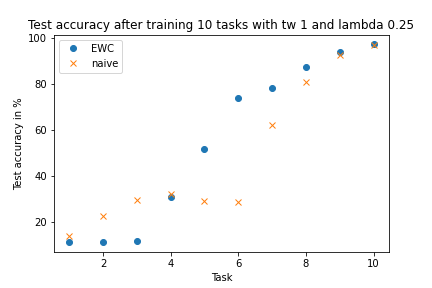 Test accuracy after training 10 tasks with tw 1 and lambda 0.25
EWC
naive
Test accuracy in %
100
80
60
40
20
2 4 6 8 10
Task